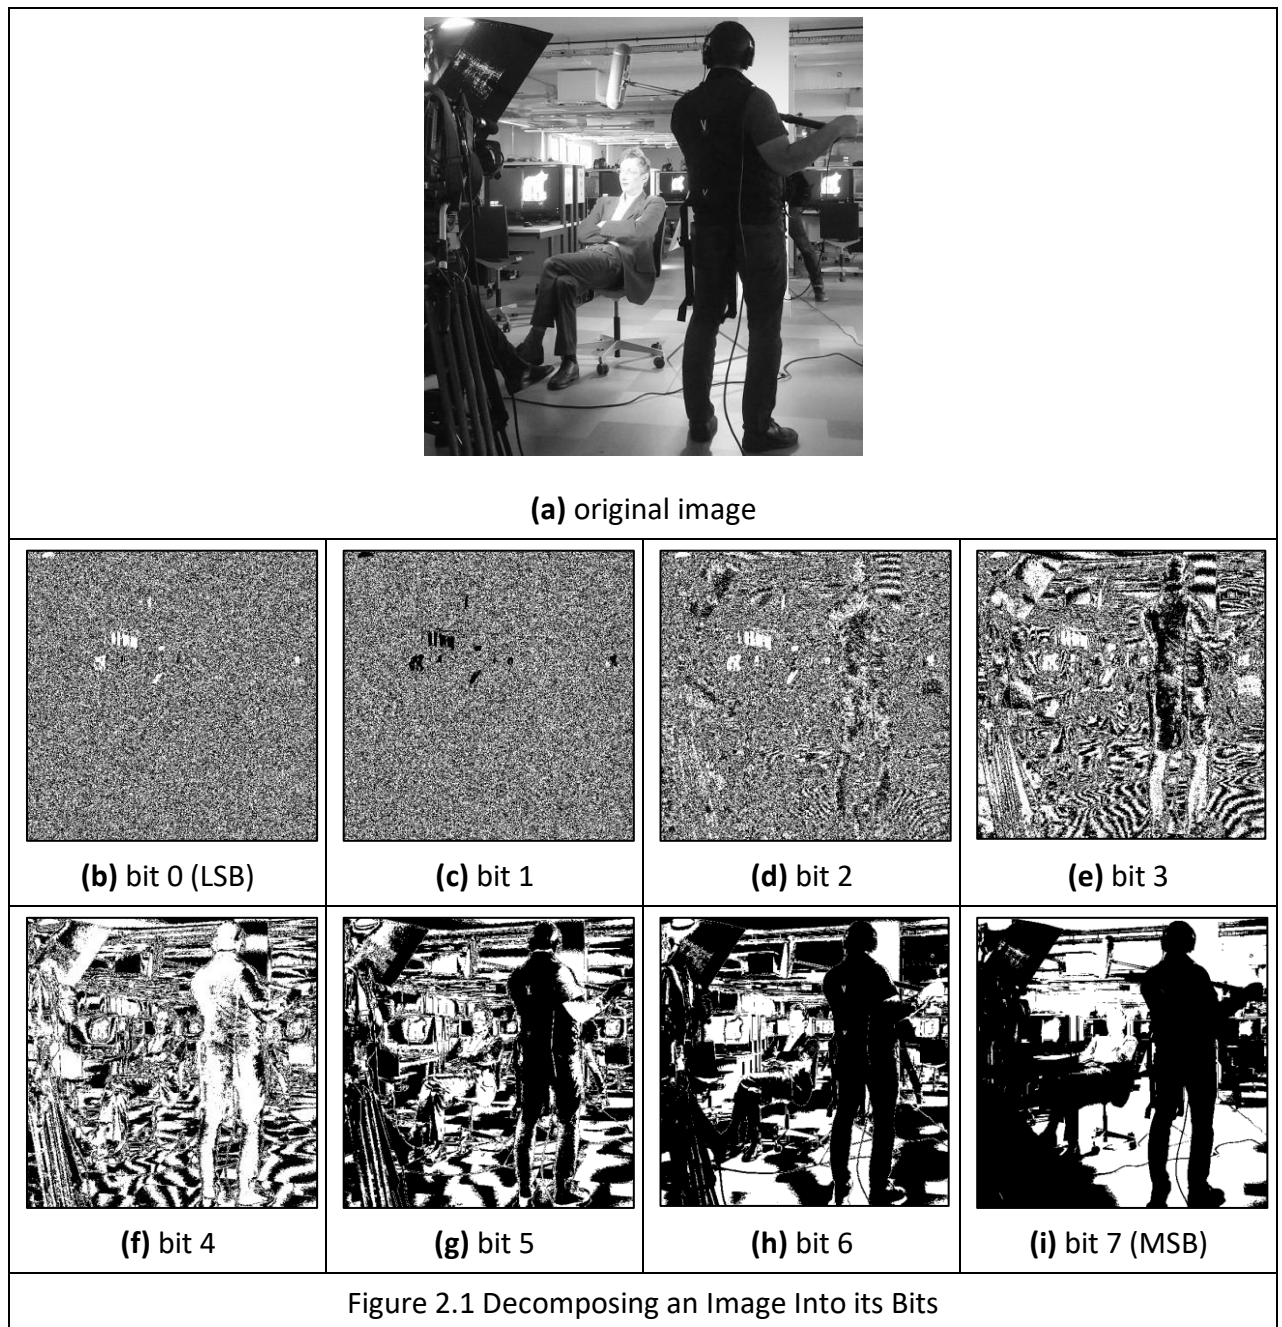 (a) original image
(b) bit 0 (LSB)
(c) bit 1
(d) bit 2
(e) bit 3
(f) bit 4
(g) bit 5
(h) bit 6
(i) bit 7 (MSB)
Figure 2.1 Decomposing an Image Into its Bits